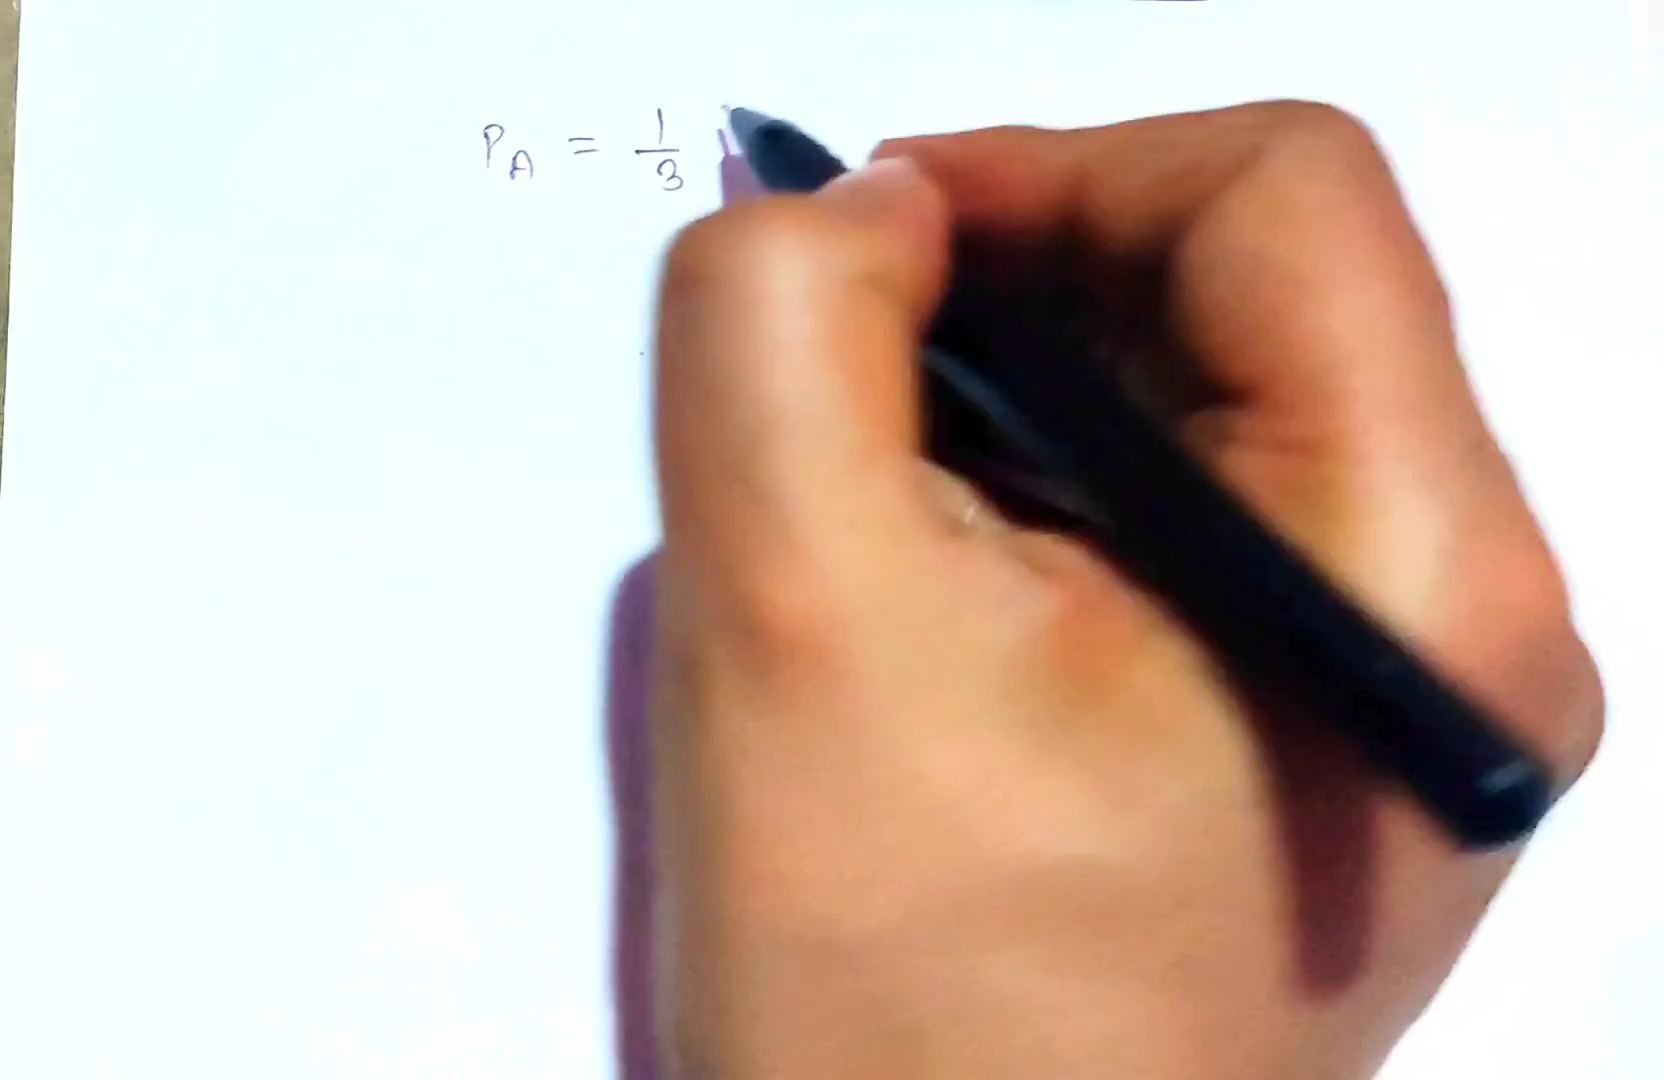 P_A = 1/3